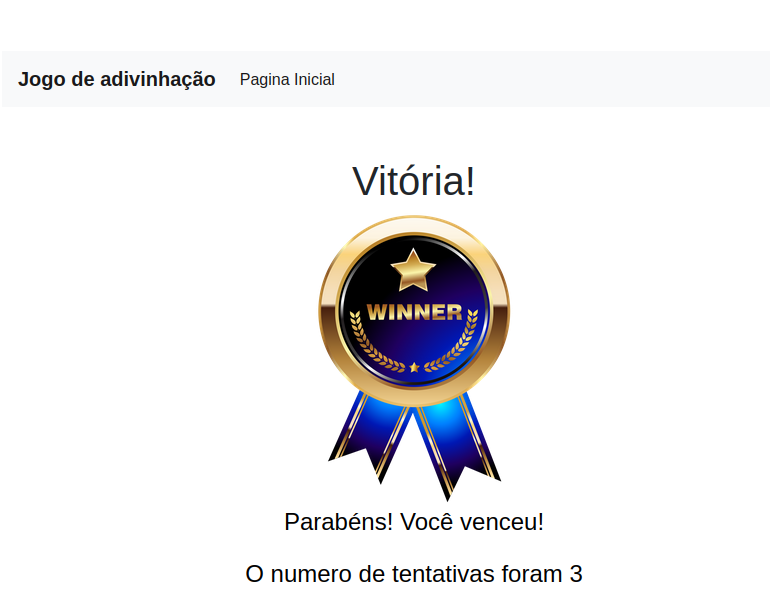 Jogo de adivinhação Pagina Inicial
Vitória!
WINNER
Parabéns! Você venceu!
O numero de tentativas foram 3